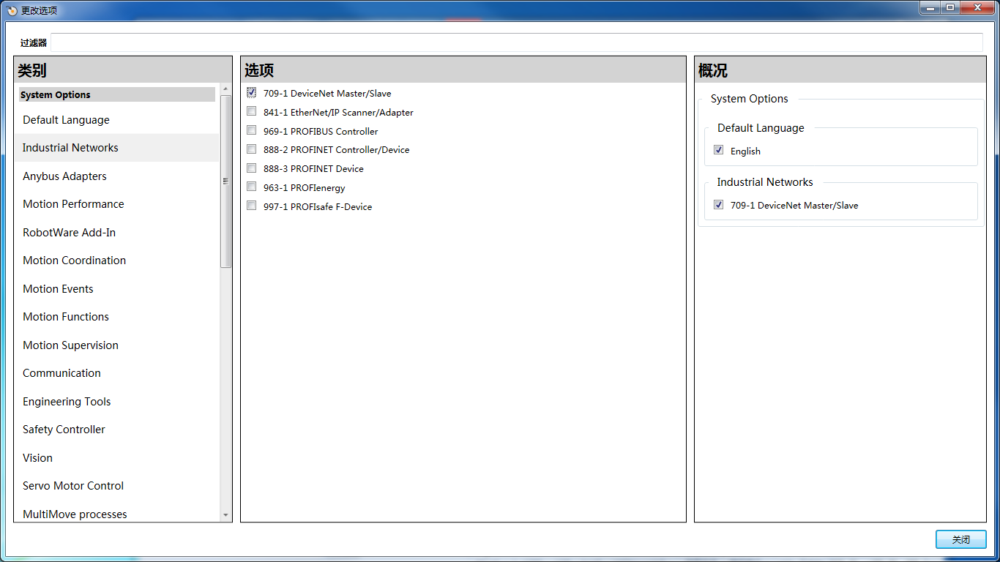 更改选项
过滤器
类别
System Options
Default Language
Industrial Networks
Anybus Adapters
Motion Performance
RobotWare Add-In
Motion Coordination
Motion Events
Motion Functions
Motion Supervision
Communication
Engineering Tools
Safety Controller
Vision
Servo Motor Control
MultiMove processes
选项
709-1 DeviceNet Master/Slave
841-1 EtherNet/IP Scanner/Adapter
969-1 PROFIBUS Controller
888-2 PROFINET Controller/Device
888-3 PROFINET Device
963-1 PROFIenergy
997-1 PROFIsafe F-Device
概况
System Options
Default Language
English
Industrial Networks
709-1 DeviceNet Master/Slave
关闭